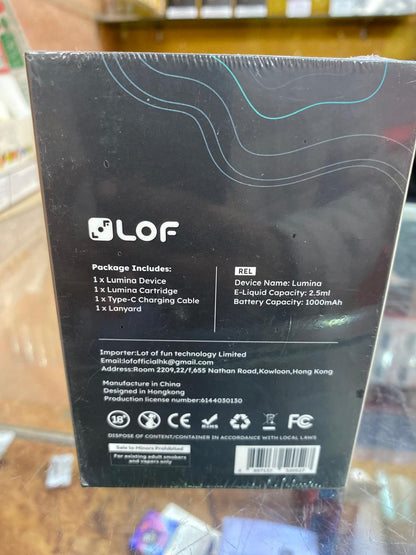 LOF
Package Includes:
1 x Lumina Device
1 x Lumina Cartridge
1 x Type-C Charging Cable
1 x Lanyard
REL
Device Name: Lumina
E-Liquid Capacity: 2.5ml
Battery Capacity: 1000mAh
Importer:Lot of fun technology Limited
Email:lofofficialhk@gmail.com
Address:Room 2209,22/f,655 Nathan Road,Kowloon,Hong Kong
Manufacture in China
Designed in Hongkong
Production license number:6144030130
18+ CE FC
DISPOSE OF CONTENT/CONTAINER IN ACCORDANCE WITH LOCAL LAWS
Sale to Minors Prohibited
For existing adult smokers
and vapers only